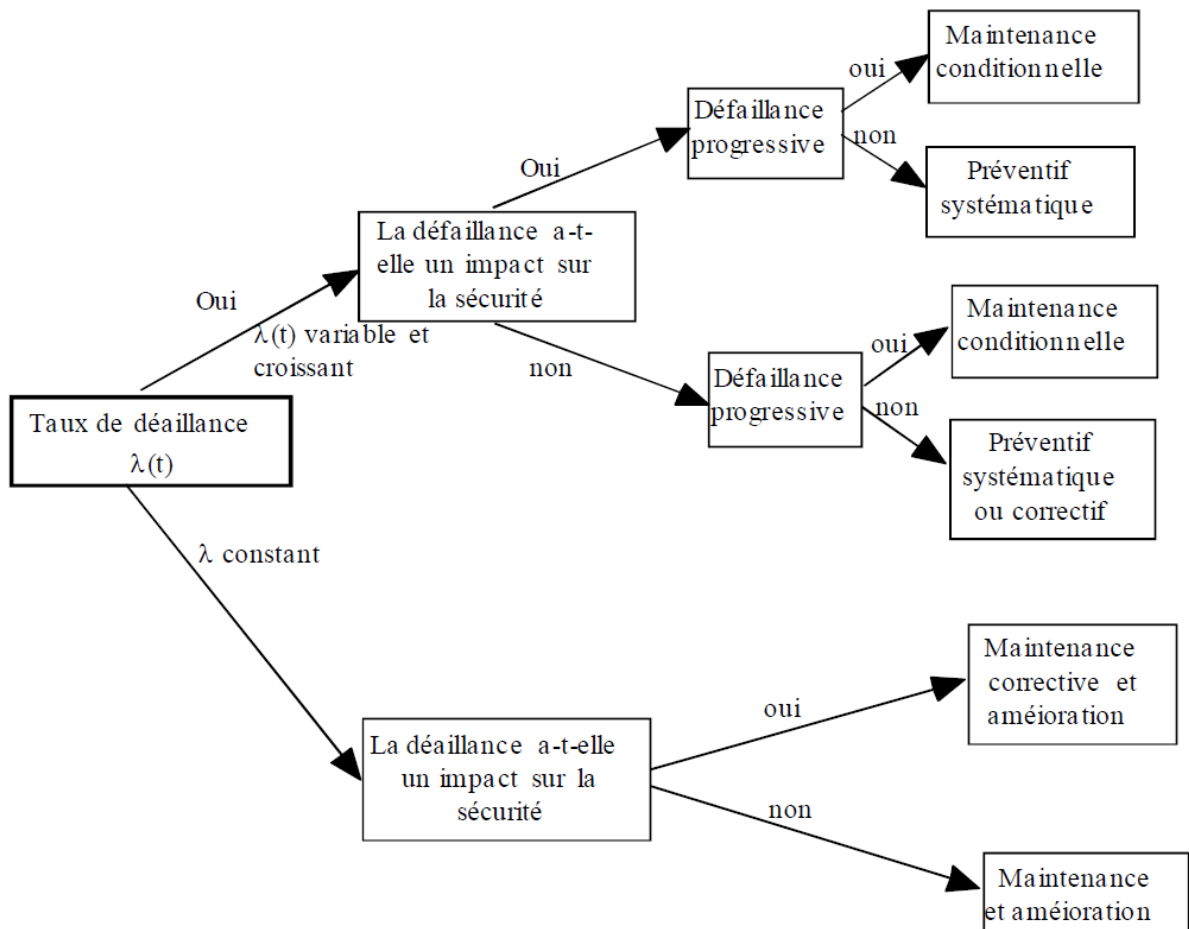 Maintenance
conditionnelle
oui
Défaillance
progressive
non
Préventif
systématique
Oui
La défaillance a-t-
elle un impact sur
la sécurité
Oui
λ(t) variable et
croissant
non
Maintenance
conditionnelle
oui
Défaillance
progressive
non
Préventif
systématique
ou correctif
Taux de déaillance
λ(t)
λ constant
Maintenance
corrective et
améioration
oui
La déaillance a-t-elle
un impact sur la
sécurité
non
Maintenance
et améioration